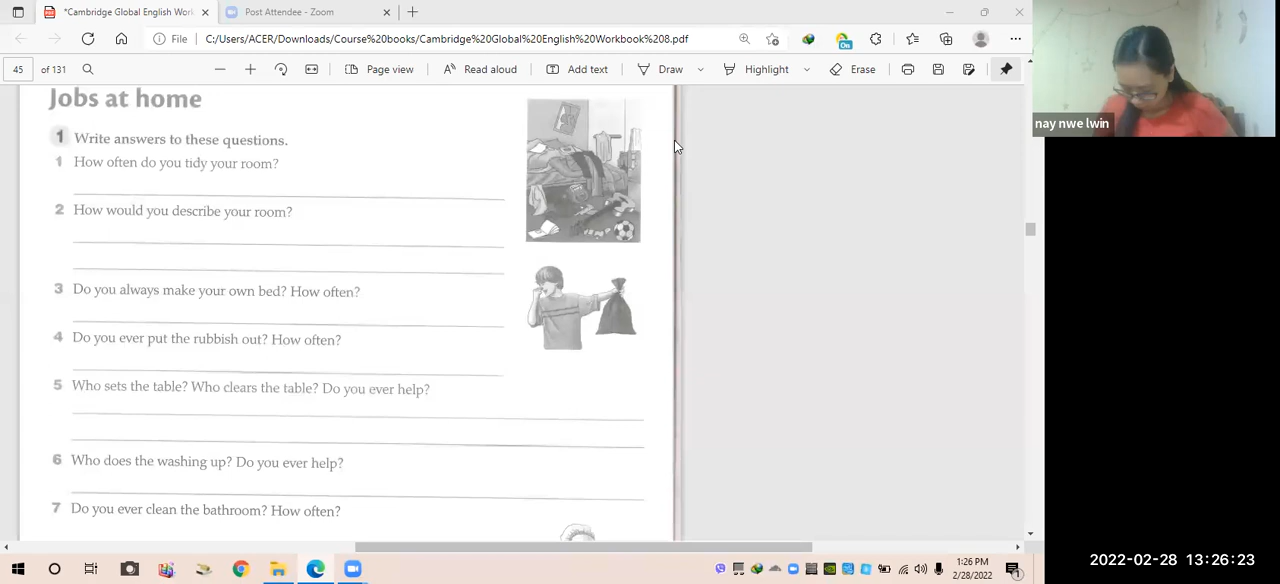 *Cambridge Global English Wor
Post Attendee - Zoom
File
C:/Users/ACER/Downloads/Course%20books/Cambridge%20Global%20English%20Workbook%208.pdf
On
45 of 131
Page view
Read aloud
Add text
Draw
Highlight
Erase
nay nwe lwin
Jobs at home
1 Write answers to these questions.
1 How often do you tidy your room?
2 How would you describe your room?
3 Do you always make your own bed? How often?
4 Do you ever put the rubbish out? How often?
5 Who sets the table? Who clears the table? Do you ever help?
6 Who does the washing up? Do you ever help?
7 Do you ever clean the bathroom? How often?
1:26 PM
2/28/2022
1
2022-02-28 13:26:23